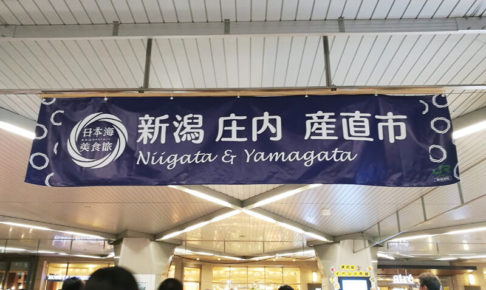 日本海
美食旅
新潟 庄内 産直市
Niigata & Yamagata